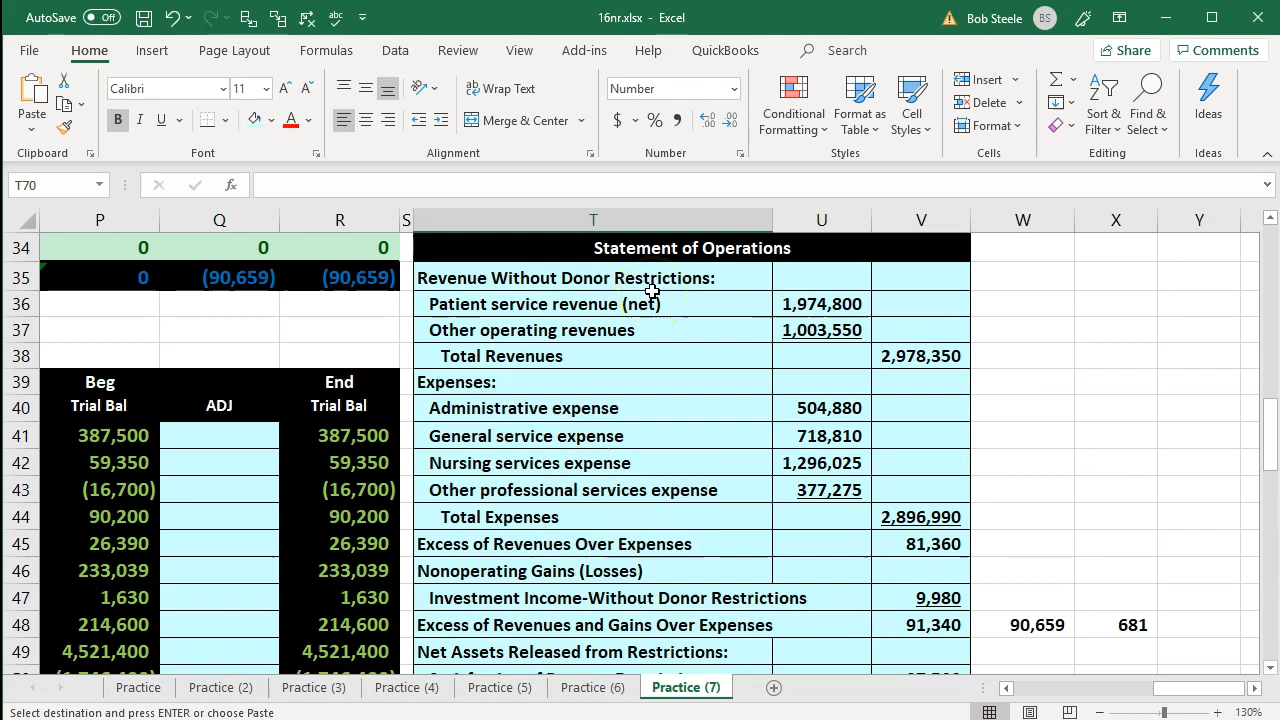 AutoSave Off 16nr.xlsx - Excel Bob Steele BS
File Home Insert Page Layout Formulas Data Review View Add-ins Help QuickBooks Search Share Comments
Paste Calibri 11 Wrap Text Number Conditional Formatting Format as Table Cell Styles Insert Sort & Filter Find & Select Ideas
B I U A Merge & Center $ % Delete
Format
Clipboard Font Alignment Number Styles Cells Editing Ideas
T70 fx
P Q R S T U V W X Y
34 0 0 0 Statement of Operations
35 0 (90,659) (90,659) Revenue Without Donor Restrictions:
36 Patient service revenue (net) 1,974,800
37 Other operating revenues 1,003,550
38 Total Revenues 2,978,350
39 Beg End Expenses:
40 Trial Bal ADJ Trial Bal Administrative expense 504,880
41 387,500 387,500 General service expense 718,810
42 59,350 59,350 Nursing services expense 1,296,025
43 (16,700) (16,700) Other professional services expense 377,275
44 90,200 90,200 Total Expenses 2,896,990
45 26,390 26,390 Excess of Revenues Over Expenses 81,360
46 233,039 233,039 Nonoperating Gains (Losses)
47 1,630 1,630 Investment Income-Without Donor Restrictions 9,980
48 214,600 214,600 Excess of Revenues and Gains Over Expenses 91,340 90,659 681
49 4,521,400 4,521,400 Net Assets Released from Restrictions:
Practice Practice (2) Practice (3) Practice (4) Practice (5) Practice (6) Practice (7)
Select destination and press ENTER or choose Paste 130%